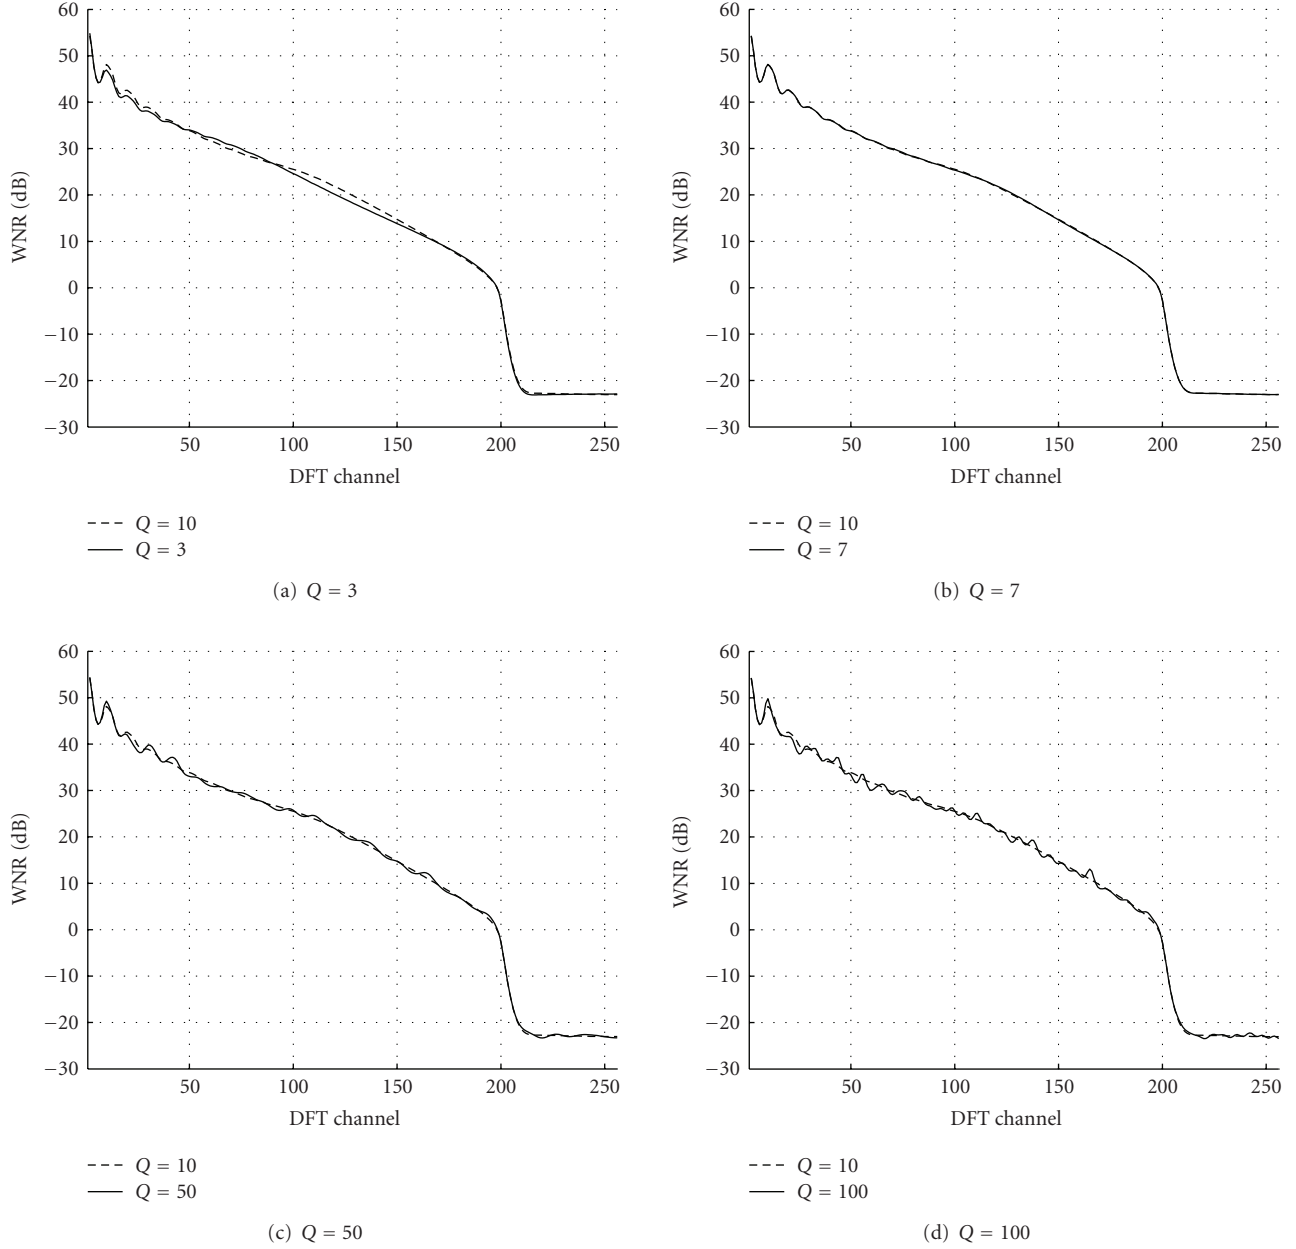 60
50
40
30
20
10
0
−10
−20
−30
WNR (dB)
50 100 150 200 250
DFT channel
Q = 10
Q = 3
(a) Q = 3
60
50
40
30
20
10
0
−10
−20
−30
WNR (dB)
50 100 150 200 250
DFT channel
Q = 10
Q = 7
(b) Q = 7
60
50
40
30
20
10
0
−10
−20
−30
WNR (dB)
50 100 150 200 250
DFT channel
Q = 10
Q = 50
(c) Q = 50
60
50
40
30
20
10
0
−10
−20
−30
WNR (dB)
50 100 150 200 250
DFT channel
Q = 10
Q = 100
(d) Q = 100